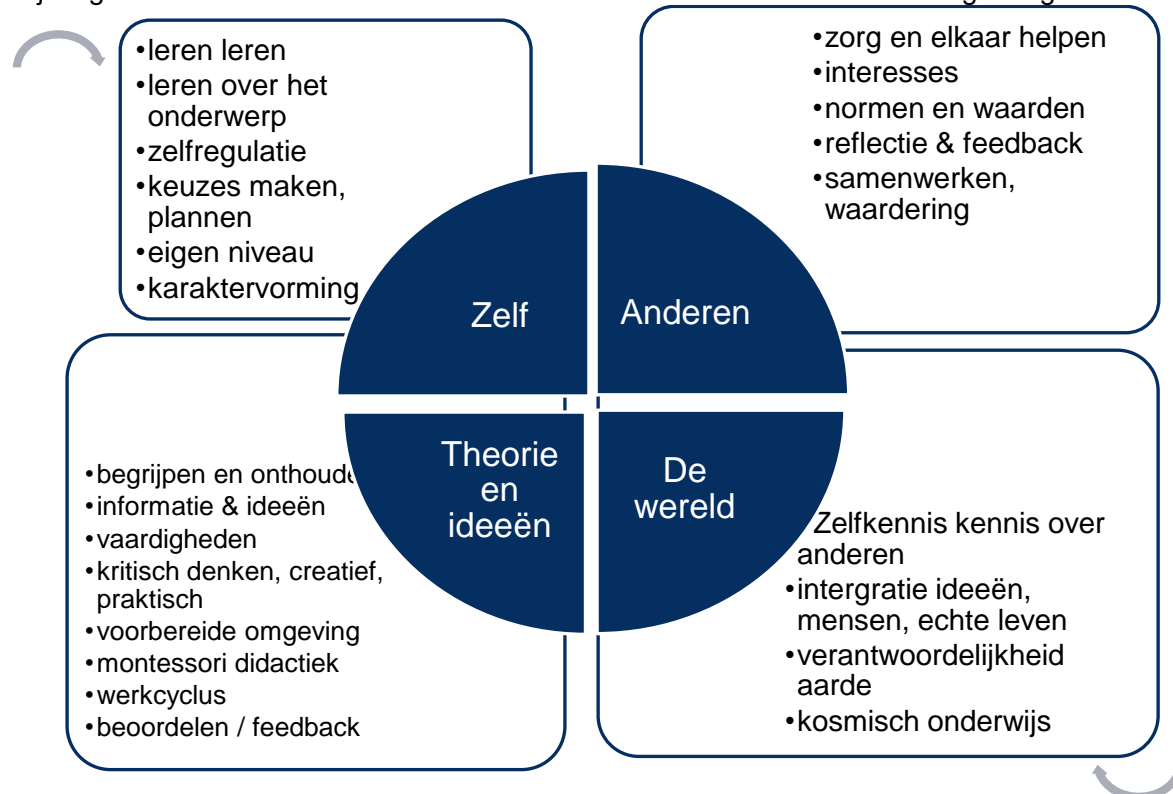 •leren leren
•leren over het
onderwerp
•zelfregulatie
•keuzes maken,
plannen
•eigen niveau
•karaktervorming
•zorg en elkaar helpen
•interesses
•normen en waarden
•reflectie & feedback
•samenwerken,
waardering
Zelf
Anderen
Theorie
en
ideeën
De
wereld
•begrijpen en onthoude
•informatie & ideeën
•vaardigheden
•kritisch denken, creatief,
praktisch
•voorbereide omgeving
•montessori didactiek
•werkcyclus
•beoordelen / feedback
Zelfkennis kennis over
anderen
•intergratie ideeën,
mensen, echte leven
•verantwoordelijkheid
aarde
•kosmisch onderwijs